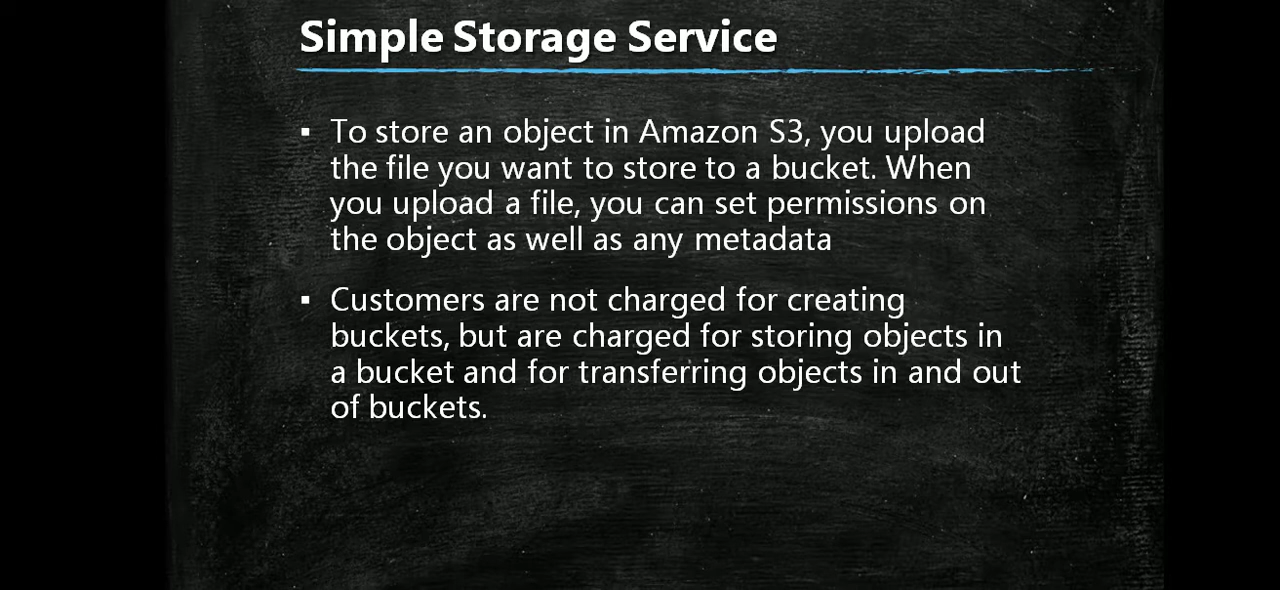 Simple Storage Service
▪ To store an object in Amazon S3, you upload
the file you want to store to a bucket. When
you upload a file, you can set permissions on
the object as well as any metadata
▪ Customers are not charged for creating
buckets, but are charged for storing objects in
a bucket and for transferring objects in and out
of buckets.